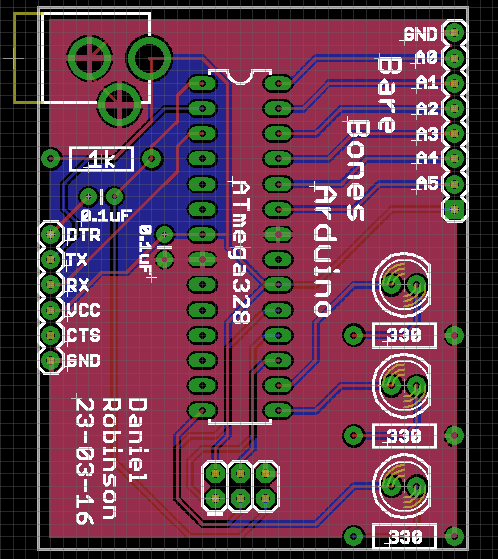 GND
A0
A1
A2
A3
A4
A5
Bare
Bones
Arduino
ATmega328
1k
0.1uF
0.1uF
DTR
TX
RX
VCC
CTS
GND
330
330
330
Daniel
Robinson
23-03-16